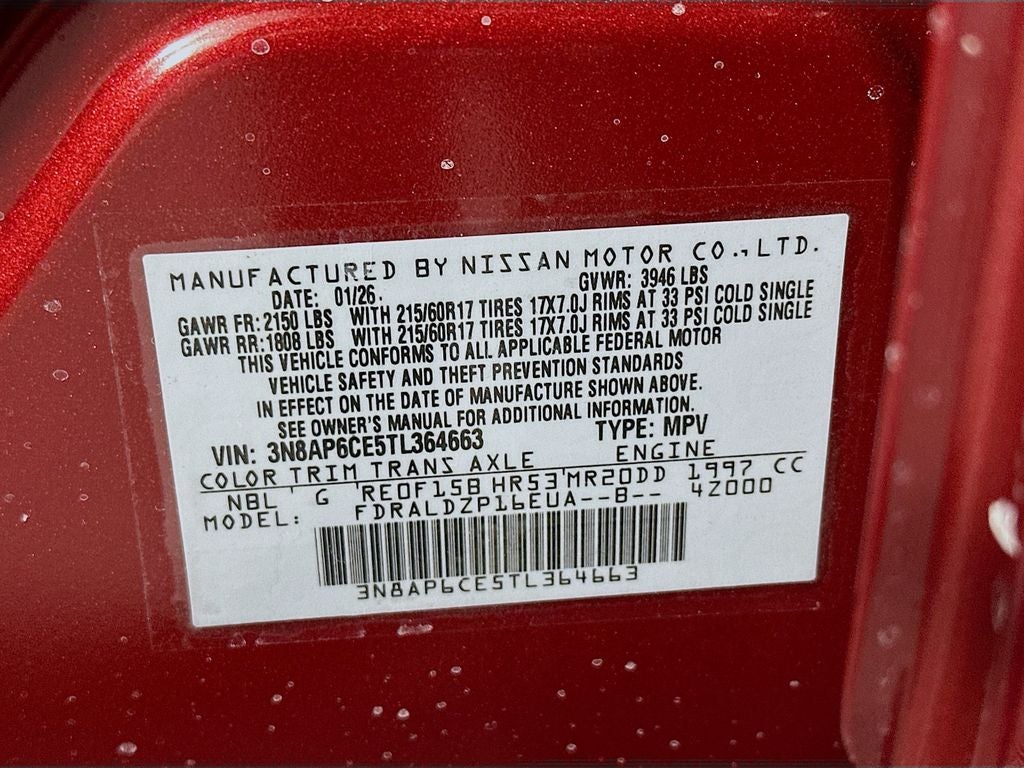 MANUFACTURED BY NISSAN MOTOR CO., LTD.
DATE: 01/26. GVWR: 3946 LBS
GAWR FR: 2150 LBS WITH 215/60R17 TIRES 17X7.0J RIMS AT 33 PSI COLD SINGLE
GAWR RR: 1808 LBS WITH 215/60R17 TIRES 17X7.0J RIMS AT 33 PSI COLD SINGLE
THIS VEHICLE CONFORMS TO ALL APPLICABLE FEDERAL MOTOR
VEHICLE SAFETY AND THEFT PREVENTION STANDARDS
IN EFFECT ON THE DATE OF MANUFACTURE SHOWN ABOVE.
SEE OWNER'S MANUAL FOR ADDITIONAL INFORMATION.
VIN: 3N8AP6CE5TL364663 TYPE: MPV
COLOR TRIM TRANS AXLE ENGINE
NBL ' G ' RE0F15B HR53'MR20DD 1997 CC
MODEL: FDRALDZP16EUA--B-- 4Z000
3N8AP6CE5TL364663